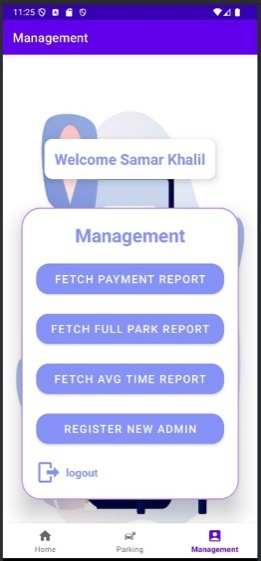 11:25
Management
Welcome Samar Khalil
Management
FETCH PAYMENT REPORT
FETCH FULL PARK REPORT
FETCH AVG TIME REPORT
REGISTER NEW ADMIN
logout
Home
Parking
Management